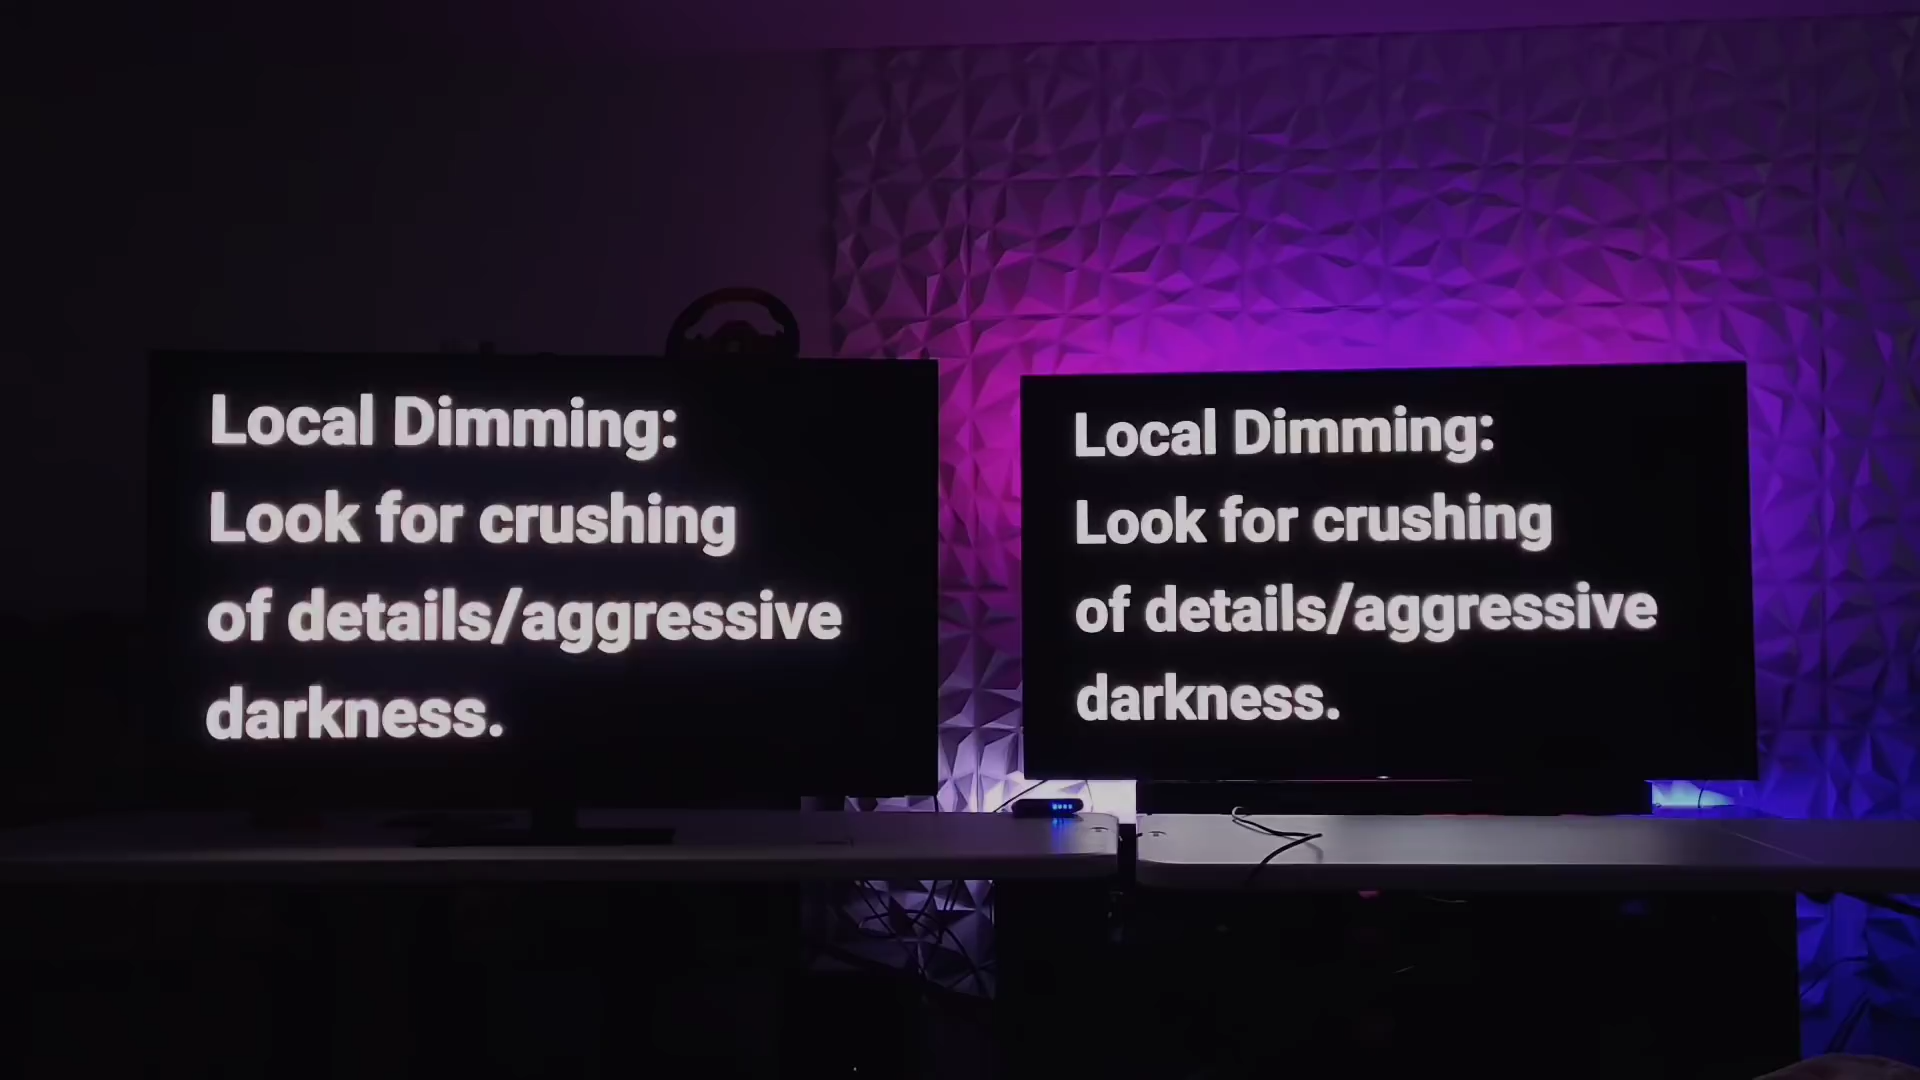 Local Dimming:
Look for crushing
of details/aggressive
darkness.
Local Dimming:
Look for crushing
of details/aggressive
darkness.